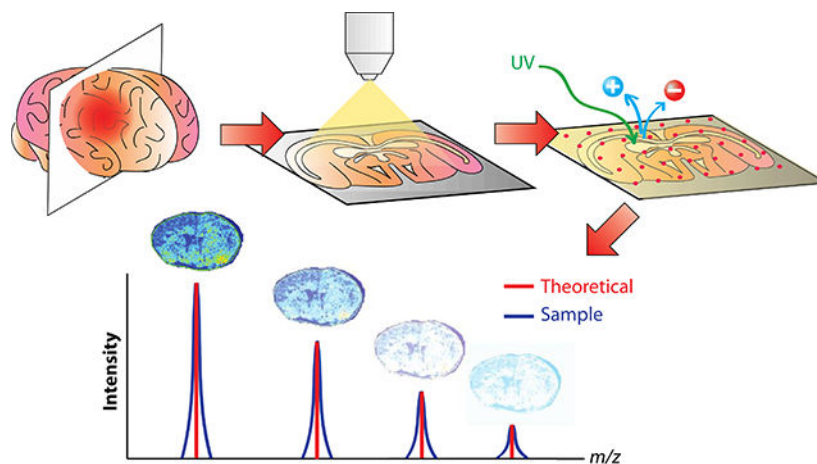 UV
+
−
Theoretical
Sample
Intensity
m/z